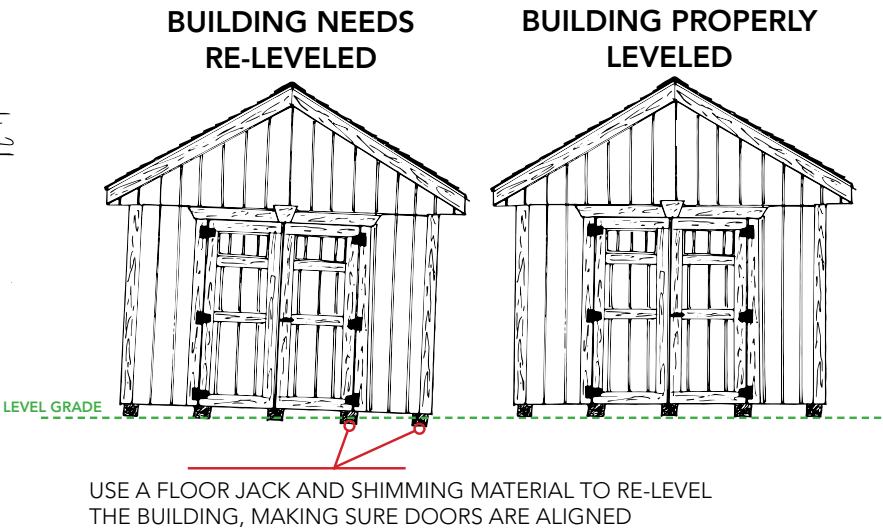 BUILDING NEEDS
RE-LEVELED
BUILDING PROPERLY
LEVELED
LEVEL GRADE
USE A FLOOR JACK AND SHIMMING MATERIAL TO RE-LEVEL
THE BUILDING, MAKING SURE DOORS ARE ALIGNED